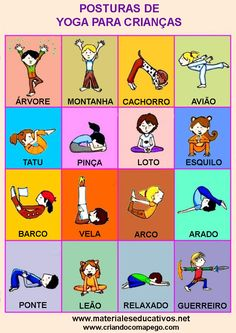 POSTURAS DE
YOGA PARA CRIANÇAS
ÁRVORE MONTANHA CACHORRO AVIÃO
TATU PINÇA LOTO ESQUILO
BARCO VELA ARCO ARADO
PONTE LEÃO RELAXADO GUERREIRO
www.materialeseducativos.net
www.criandocomapego.com